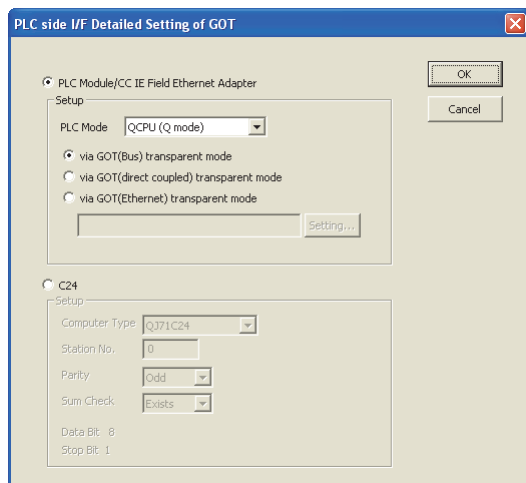 PLC side I/F Detailed Setting of GOT
PLC Module/CC IE Field Ethernet Adapter
OK
Setup
Cancel
PLC Mode QCPU (Q mode)
via GOT(Bus) transparent mode
via GOT(direct coupled) transparent mode
via GOT(Ethernet) transparent mode
Setting...
C24
Setup
Computer Type QJ71C24
Station No. 0
Parity Odd
Sum Check Exists
Data Bit 8
Stop Bit 1